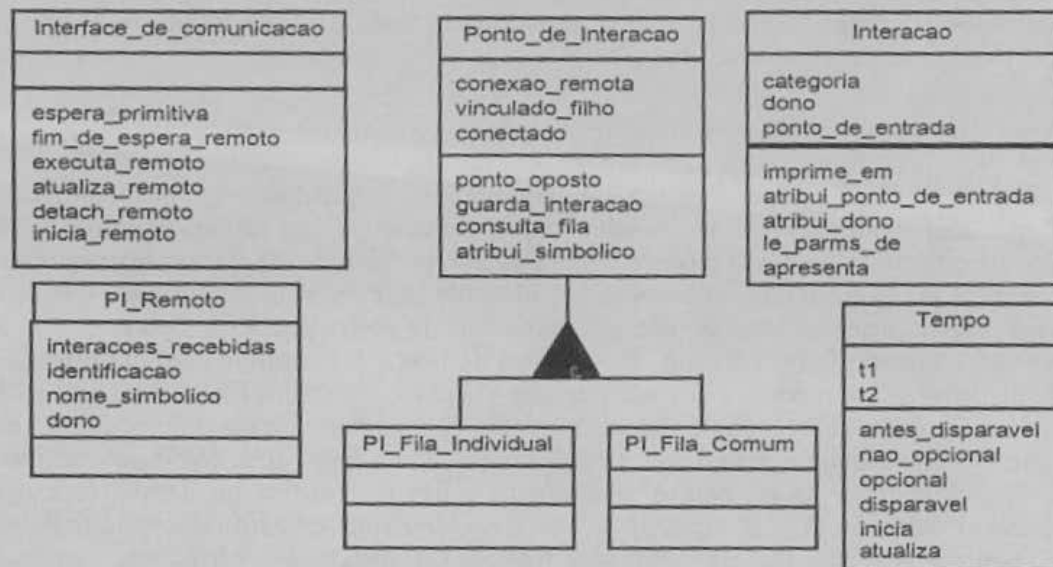 Interface_de_comunicacao
espera_primitiva
fim_de_espera_remoto
executa_remoto
atualiza_remoto
detach_remoto
inicia_remoto
Ponto_de_Interacao
conexao_remota
vinculado_filho
conectado
ponto_oposto
guarda_interacao
consulta_fila
atribui_simbolico
Interacao
categoria
dono
ponto_de_entrada
imprime_em
atribui_ponto_de_entrada
atribui_dono
le_parms_de
apresenta
PI_Remoto
interacoes_recebidas
identificacao
nome_simbolico
dono
PI_Fila_Individual
PI_Fila_Comum
Tempo
t1
t2
antes_disparavel
nao_opcional
opcional
disparavel
inicia
atualiza